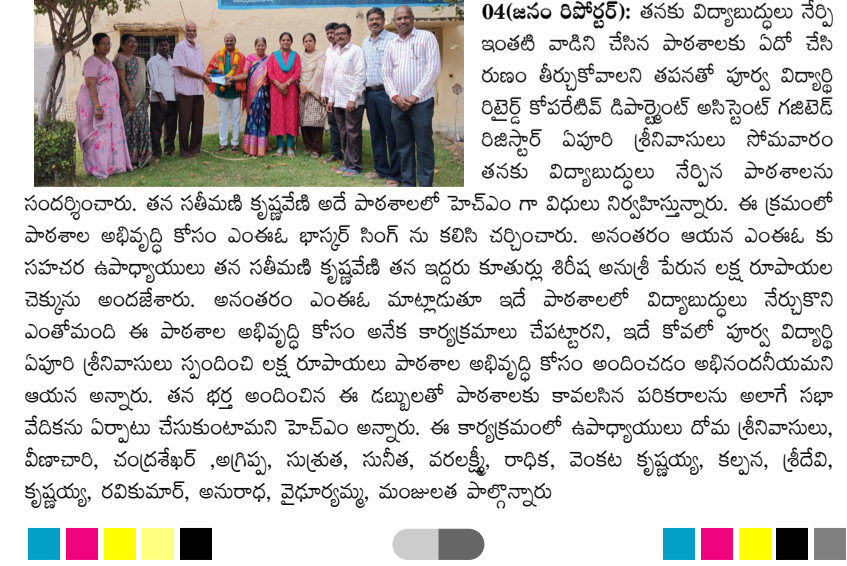 04(జనం రిపోర్టర్): తనకు విద్యాబుద్ధులు నేర్పి
ఇంతటి వాడిని చేసిన పాఠశాలకు ఏదో చేసి
రుణం తీర్చుకోవాలని తపనతో పూర్వ విద్యార్థి
రిటైర్డ్ కోపరేటివ్ డిపార్ట్మెంట్ అసిస్టెంట్ గజిటెడ్
రిజిస్టార్ ఏపూరి శ్రీనివాసులు సోమవారం
తనకు విద్యాబుద్ధులు నేర్పిన పాఠశాలను
సందర్శించారు. తన సతీమణి కృష్ణవేణి అదే పాఠశాలలో హెచ్ఎం గా విధులు నిర్వహిస్తున్నారు. ఈ క్రమంలో
పాఠశాల అభివృద్ధి కోసం ఎంఈఓ భాస్కర్ సింగ్ ను కలిసి చర్చించారు. అనంతరం ఆయన ఎంఈఓ కు
సహచర ఉపాధ్యాయులు తన సతీమణి కృష్ణవేణి తన ఇద్దరు కూతుర్లు శిరీష అనుశ్రీ పేరున లక్ష రూపాయల
చెక్కును అందజేశారు. అనంతరం ఎంఈఓ మాట్లాడుతూ ఇదే పాఠశాలలో విద్యాబుద్ధులు నేర్చుకొని
ఎంతోమంది ఈ పాఠశాల అభివృద్ధి కోసం అనేక కార్యక్రమాలు చేపట్టారని, ఇదే కోవలో పూర్వ విద్యార్థి
ఏపూరి శ్రీనివాసులు స్పందించి లక్ష రూపాయలు పాఠశాల అభివృద్ధి కోసం అందించడం అభినందనీయమని
ఆయన అన్నారు. తన భర్త అందించిన ఈ డబ్బులతో పాఠశాలకు కావలసిన పరికరాలను అలాగే సభా
వేదికను ఏర్పాటు చేసుకుంటామని హెచ్ఎం అన్నారు. ఈ కార్యక్రమంలో ఉపాధ్యాయులు దోమ శ్రీనివాసులు,
వీణాచారి, చంద్రశేఖర్ ,అగ్రిప్ప, సుశ్రుత, సునీత, వరలక్ష్మీ, రాధిక, వెంకట కృష్ణయ్య, కల్పన, శ్రీదేవి,
కృష్ణయ్య, రవికుమార్, అనురాధ, వైఢూర్యమ్మ, మంజులత పాల్గొన్నారు